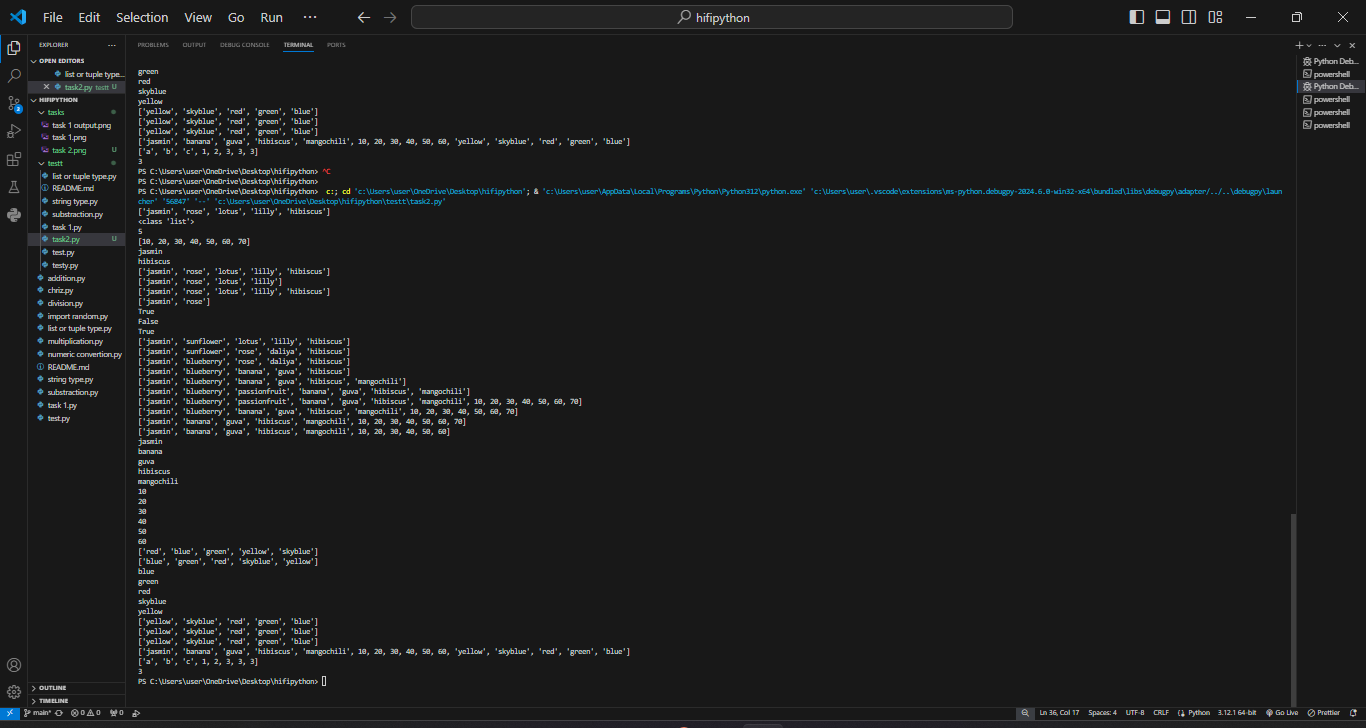 File Edit Selection View Go Run ··· hifipython
EXPLORER ···
OPEN EDITORS
list or tuple type...
task2.py testt U
HIFIPYTHON
tasks
task 1 output.png
task 1.png
task 2.png U
testt
list or tuple type.py
README.md
string type.py
substraction.py
task 1.py
task2.py U
test.py
testy.py
addition.py
chriz.py
division.py
import random.py
list or tuple type.py
multiplication.py
numeric convertion.py
README.md
string type.py
substraction.py
task 1.py
test.py
OUTLINE
TIMELINE
PROBLEMS OUTPUT DEBUG CONSOLE TERMINAL PORTS
green
red
skyblue
yellow
['yellow', 'skyblue', 'red', 'green', 'blue']
['yellow', 'skyblue', 'red', 'green', 'blue']
['yellow', 'skyblue', 'red', 'green', 'blue']
['jasmin', 'banana', 'guva', 'hibiscus', 'mangochili', 10, 20, 30, 40, 50, 60, 'yellow', 'skyblue', 'red', 'green', 'blue']
['a', 'b', 'c', 1, 2, 3, 3, 3]
3
PS C:\Users\user\OneDrive\Desktop\hifipython> ^C
PS C:\Users\user\OneDrive\Desktop\hifipython>
PS C:\Users\user\OneDrive\Desktop\hifipython> c:; cd 'c:\Users\user\OneDrive\Desktop\hifipython'; & 'c:\Users\user\AppData\Local\Programs\Python\Python312\python.exe' 'c:\Users\user\.vscode\extensions\ms-python.debugpy-2024.6.0-win32-x64\bundled\libs\debugpy\adapter/../..\debugpy\laun
cher' '56847' '--' 'c:\Users\user\OneDrive\Desktop\hifipython\testt\task2.py'
['jasmin', 'rose', 'lotus', 'lilly', 'hibiscus']
<class 'list'>
5
[10, 20, 30, 40, 50, 60, 70]
jasmin
hibiscus
['jasmin', 'rose', 'lotus', 'lilly', 'hibiscus']
['jasmin', 'rose', 'lotus', 'lilly']
['jasmin', 'rose', 'lotus', 'lilly', 'hibiscus']
['jasmin', 'rose']
True
False
True
['jasmin', 'sunflower', 'lotus', 'lilly', 'hibiscus']
['jasmin', 'sunflower', 'rose', 'daliya', 'hibiscus']
['jasmin', 'blueberry', 'rose', 'daliya', 'hibiscus']
['jasmin', 'blueberry', 'banana', 'guva', 'hibiscus']
['jasmin', 'blueberry', 'banana', 'guva', 'hibiscus', 'mangochili']
['jasmin', 'blueberry', 'passionfruit', 'banana', 'guva', 'hibiscus', 'mangochili']
['jasmin', 'blueberry', 'passionfruit', 'banana', 'guva', 'hibiscus', 'mangochili', 10, 20, 30, 40, 50, 60, 70]
['jasmin', 'blueberry', 'banana', 'guva', 'hibiscus', 'mangochili', 10, 20, 30, 40, 50, 60, 70]
['jasmin', 'banana', 'guva', 'hibiscus', 'mangochili', 10, 20, 30, 40, 50, 60, 70]
['jasmin', 'banana', 'guva', 'hibiscus', 'mangochili', 10, 20, 30, 40, 50, 60]
jasmin
banana
guva
hibiscus
mangochili
10
20
30
40
50
60
['red', 'blue', 'green', 'yellow', 'skyblue']
['blue', 'green', 'red', 'skyblue', 'yellow']
blue
green
red
skyblue
yellow
['yellow', 'skyblue', 'red', 'green', 'blue']
['yellow', 'skyblue', 'red', 'green', 'blue']
['yellow', 'skyblue', 'red', 'green', 'blue']
['jasmin', 'banana', 'guva', 'hibiscus', 'mangochili', 10, 20, 30, 40, 50, 60, 'yellow', 'skyblue', 'red', 'green', 'blue']
['a', 'b', 'c', 1, 2, 3, 3, 3]
3
PS C:\Users\user\OneDrive\Desktop\hifipython>
Python Deb...
powershell
Python Deb...
powershell
powershell
powershell
main* 0 0 0 Ln 36, Col 17 Spaces: 4 UTF-8 CRLF Python 3.12.1 64-bit Go Live Prettier